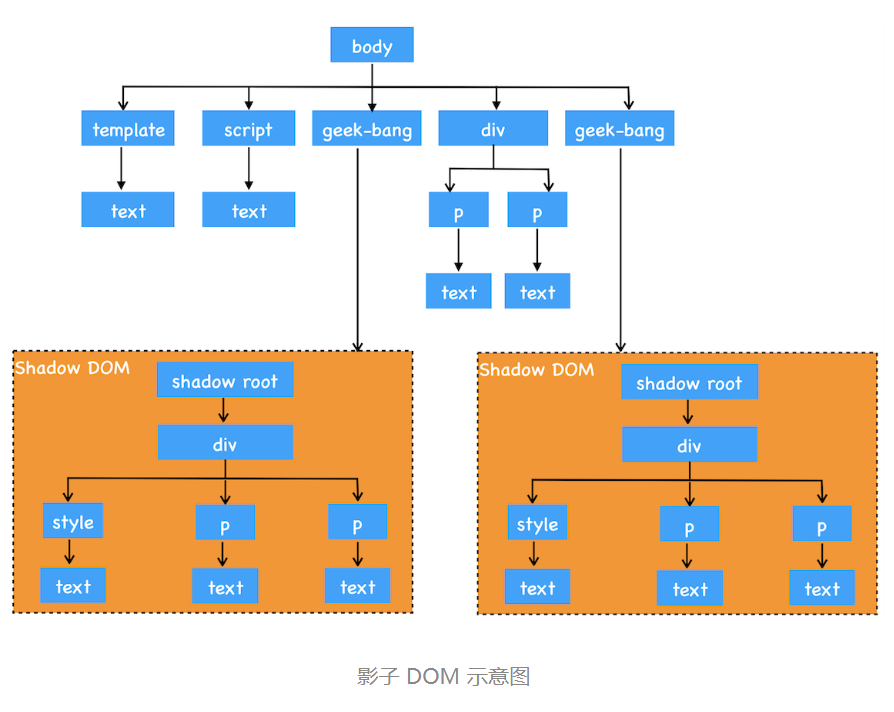 body
template
script
geek-bang
div
geek-bang
text
text
p
p
text
text
Shadow DOM
shadow root
div
style
p
p
text
text
text
Shadow DOM
shadow root
div
style
p
p
text
text
text
影子 DOM 示意图